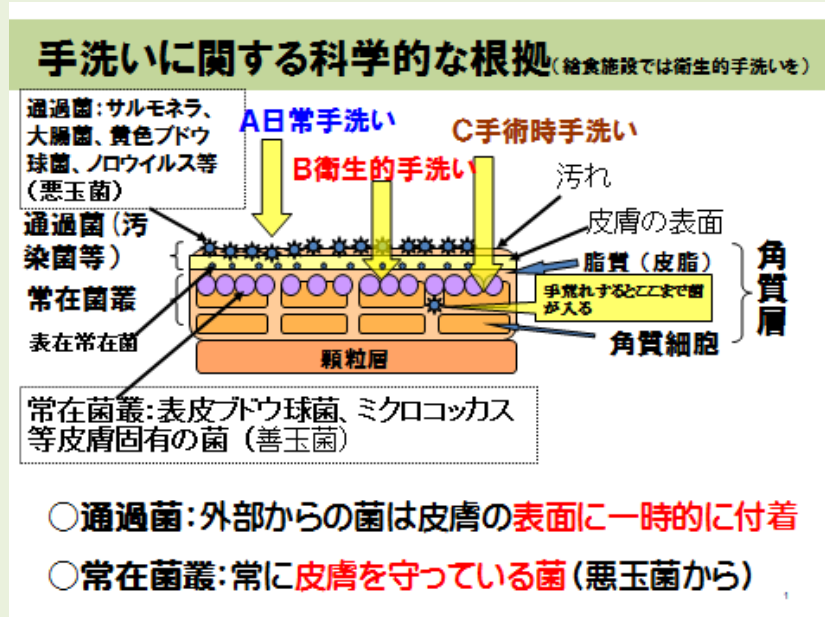 手洗いに関する科学的な根拠(給食施設では衛生的手洗いを)
通過菌:サルモネラ、
大腸菌、黄色ブドウ
球菌、ノロウイルス等
(悪玉菌)
A日常手洗い
B衛生的手洗い
C手術時手洗い
汚れ
皮膚の表面
通過菌(汚
染菌等)
脂質(皮脂)
角質層
常在菌叢
手荒れするとここまで菌
が入る
表在常在菌
角質細胞
顆粒層
常在菌叢:表皮ブドウ球菌、ミクロコッカス
等皮膚固有の菌(善玉菌)
○通過菌:外部からの菌は皮膚の表面に一時的に付着
○常在菌叢:常に皮膚を守っている菌(悪玉菌から)
1